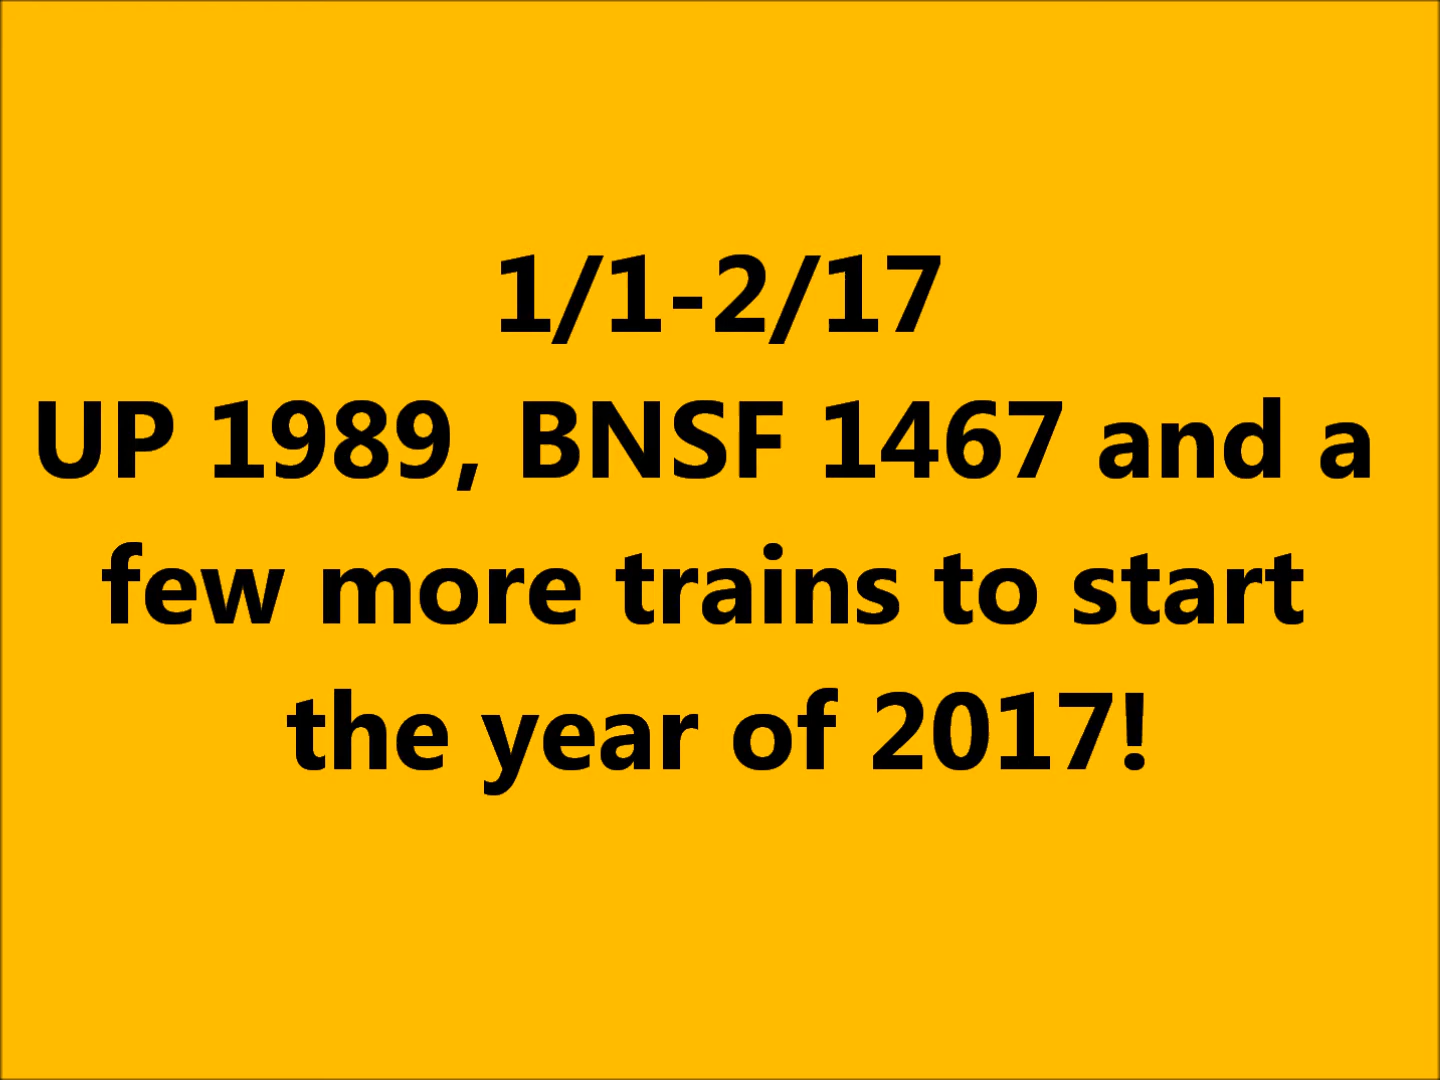 1/1-2/17
UP 1989, BNSF 1467 and a
few more trains to start
the year of 2017!